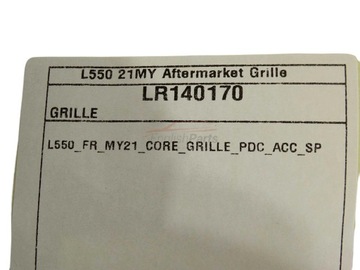 L550 21MY Aftermarket Grille
LR140170
GRILLE
L550_FR_MY21_CORE_GRILLE_PDC_ACC_SP